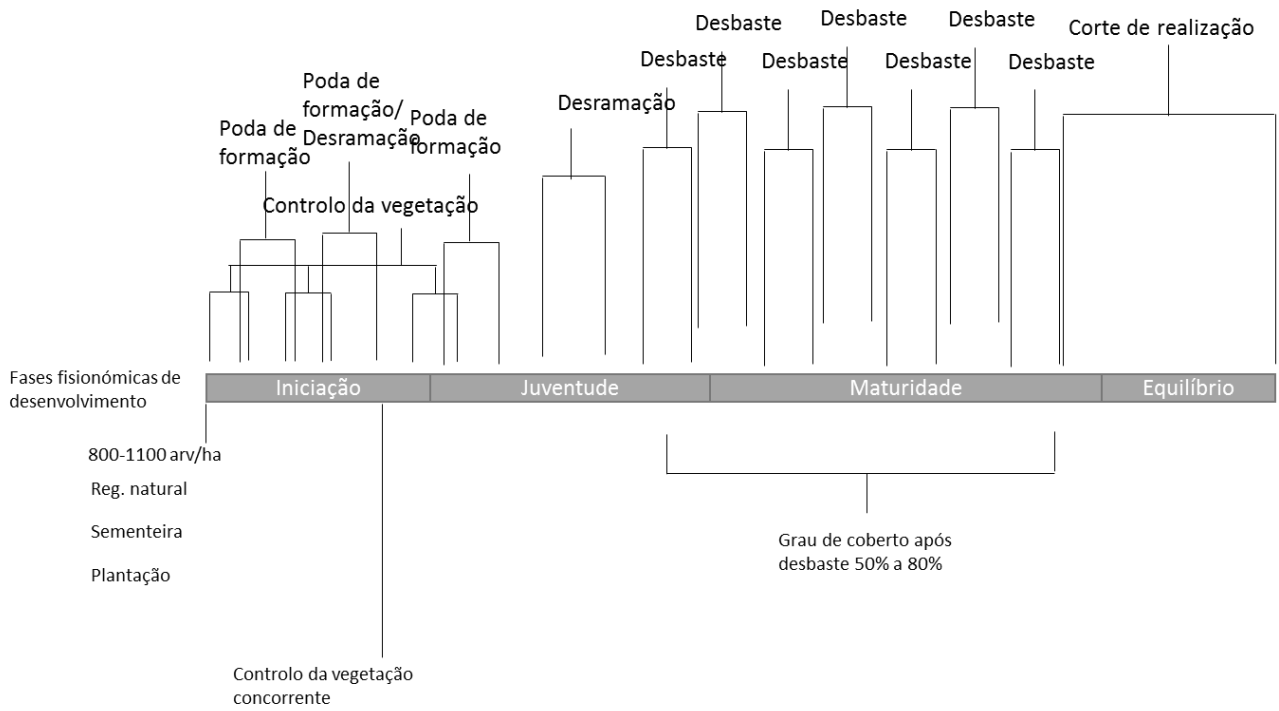 Desbaste
Desbaste
Desbaste
Corte de realização
Desbaste
Desbaste
Desbaste
Desbaste
Poda de
formação/
Desramação
Desramação
Poda de
formação
Poda de
formação
Controlo da vegetação
Fases fisionómicas de
desenvolvimento
Iniciação
Juventude
Maturidade
Equilíbrio
800-1100 arv/ha
Reg. natural
Sementeira
Plantação
Grau de coberto após
desbaste 50% a 80%
Controlo da vegetação
concorrente